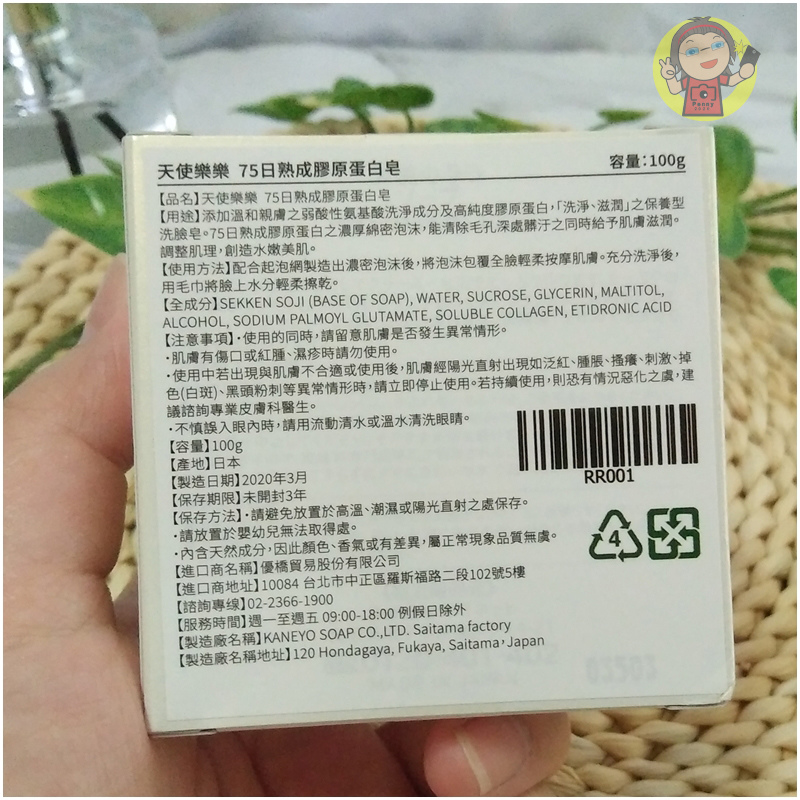 天使樂樂 75日熟成膠原蛋白皂
容量:100g
【品名】天使樂樂 75日熟成膠原蛋白皂
【用途】添加溫和親膚之弱酸性氨基酸洗淨成分及高純度膠原蛋白,「洗淨、滋潤」之保養型
洗臉皂。75日熟成膠原蛋白之濃厚綿密泡沫,能清除毛孔深處髒汙之同時給予肌膚滋潤。
調整肌理,創造水嫩美肌。
【使用方法】配合起泡網製造出濃密泡沫後,將泡沫包覆全臉輕柔按摩肌膚。充分洗淨後,
用毛巾將臉上水分輕柔擦乾。
【全成分】SEKKEN SOJI (BASE OF SOAP), WATER, SUCROSE, GLYCERIN, MALTITOL,
ALCOHOL, SODIUM PALMOYL GLUTAMATE, SOLUBLE COLLAGEN, ETIDRONIC ACID
【注意事項】・使用的同時,請留意肌膚是否發生異常情形。
・肌膚有傷口或紅腫、濕疹時請勿使用。
・使用中若出現與肌膚不合適或使用後,肌膚經陽光直射出現如泛紅、腫脹、搔癢、刺激、掉
色(白斑)、黑頭粉刺等異常情形時,請立即停止使用。若持續使用,則恐有情況惡化之虞,建
議諮詢專業皮膚科醫生。
・不慎誤入眼內時,請用流動清水或溫水清洗眼睛。
【容量】100g
【產地】日本
【製造日期】2020年3月
【保存期限】未開封3年
【保存方法】・請避免放置於高溫、潮濕或陽光直射之處保存。
・請放置於嬰幼兒無法取得處。
・內含天然成分,因此顏色、香氣或有差異,屬正常現象品質無虞。
【進口商名稱】優橋貿易股份有限公司
【進口商地址】10084 台北市中正區羅斯福路二段102號5樓
【諮詢專線】02-2366-1900
【服務時間】週一至週五 09:00-18:00 例假日除外
【製造廠名稱】KANEYO SOAP CO.,LTD. Saitama factory
【製造廠名稱地址】120 Hondagaya, Fukaya, Saitama, Japan
RR001
4
Penny